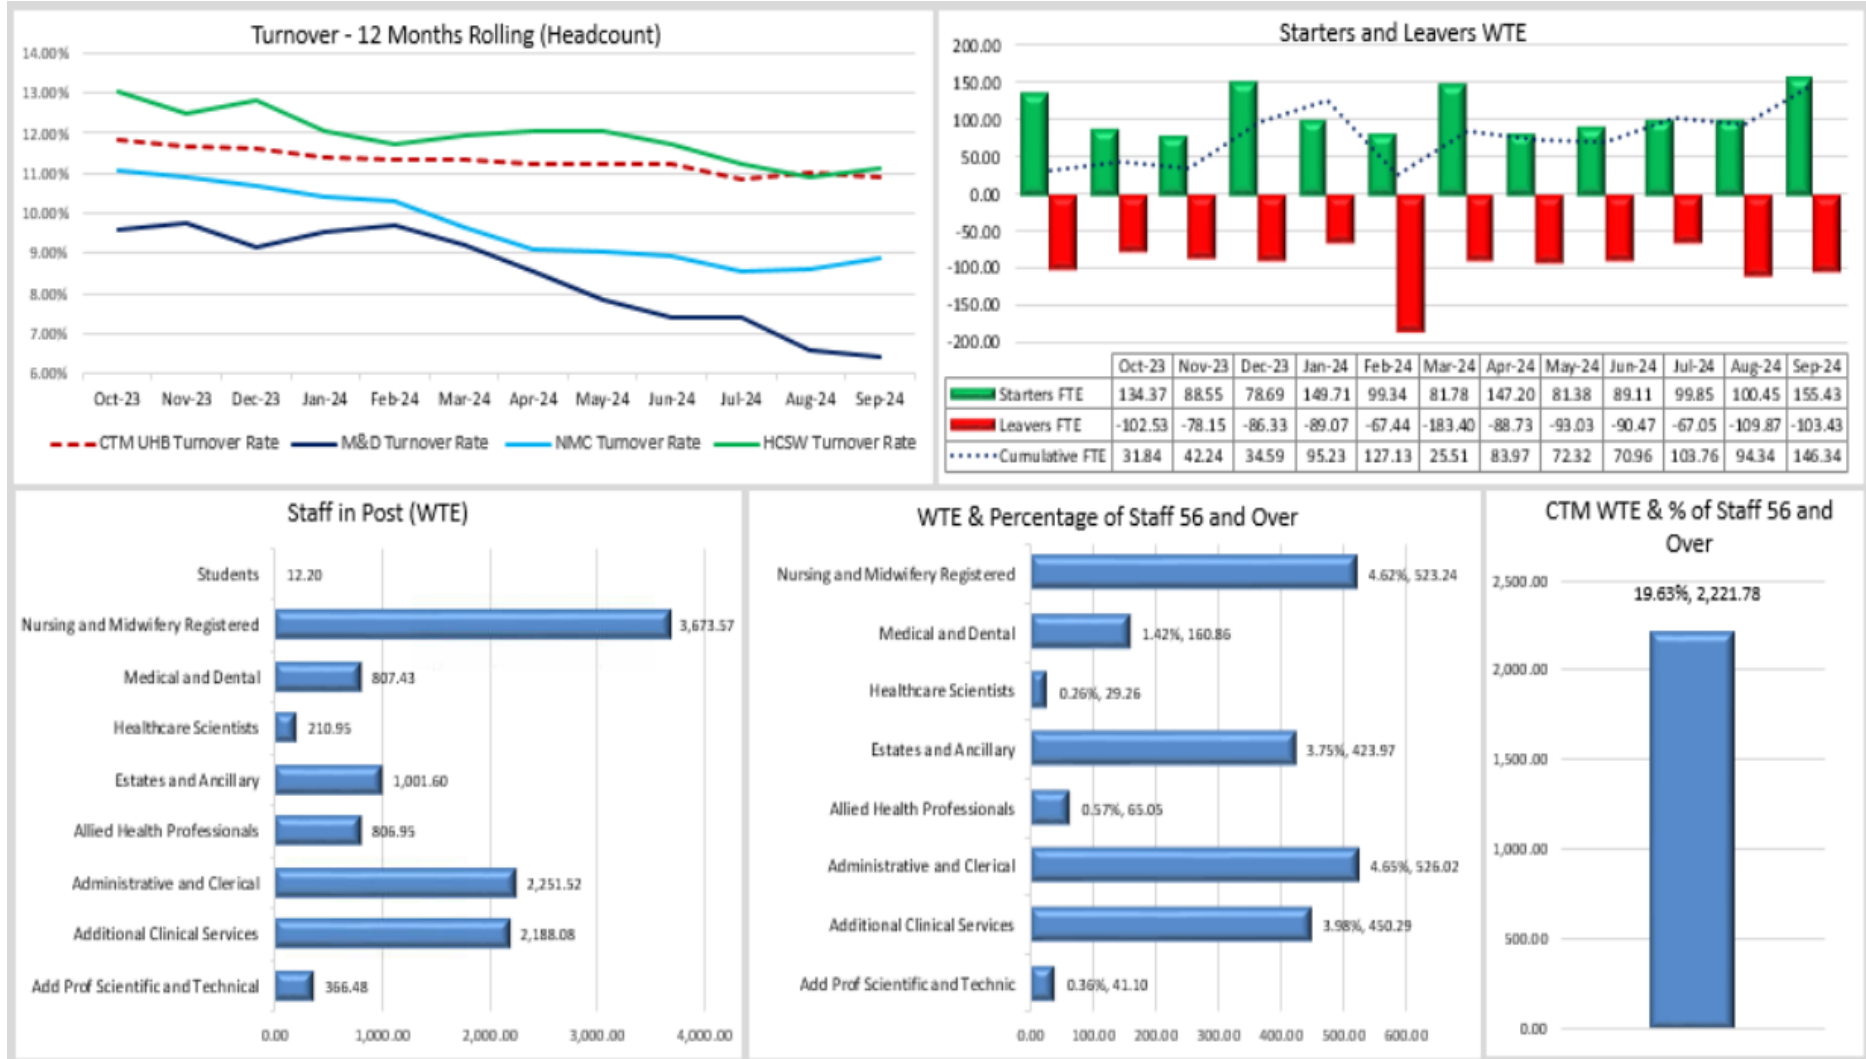 Turnover - 12 Months Rolling (Headcount)
14.00%
13.00%
12.00%
11.00%
10.00%
9.00%
8.00%
7.00%
6.00%
Oct-23 Nov-23 Dec-23 Jan-24 Feb-24 Mar-24 Apr-24 May-24 Jun-24 Jul-24 Aug-24 Sep-24
CTM UHB Turnover Rate M&D Turnover Rate NMC Turnover Rate HCSW Turnover Rate
Starters and Leavers WTE
200.00
150.00
100.00
50.00
0.00
-50.00
-100.00
-150.00
-200.00
Oct-23 Nov-23 Dec-23 Jan-24 Feb-24 Mar-24 Apr-24 May-24 Jun-24 Jul-24 Aug-24 Sep-24
Starters FTE 134.37 88.55 78.69 149.71 99.34 81.78 147.20 81.38 89.11 99.85 100.45 155.43
Leavers FTE -102.53 -78.15 -86.33 -89.07 -67.44 -183.40 -88.73 -93.03 -90.47 -67.05 -109.87 -103.43
Cumulative FTE 31.84 42.24 34.59 95.23 127.13 25.51 83.97 72.32 70.96 103.76 94.34 146.34
Staff in Post (WTE)
Students 12.20
Nursing and Midwifery Registered 3,673.57
Medical and Dental 807.43
Healthcare Scientists 210.95
Estates and Ancillary 1,001.60
Allied Health Professionals 806.95
Administrative and Clerical 2,251.52
Additional Clinical Services 2,188.08
Add Prof Scientific and Technical 366.48
0.00 1,000.00 2,000.00 3,000.00 4,000.00
WTE & Percentage of Staff 56 and Over
Nursing and Midwifery Registered 4.62%, 523.24
Medical and Dental 1.42%, 160.86
Healthcare Scientists 0.26%, 29.26
Estates and Ancillary 3.75%, 423.97
Allied Health Professionals 0.57%, 65.05
Administrative and Clerical 4.65%, 526.02
Additional Clinical Services 3.98%, 450.29
Add Prof Scientific and Technic 0.36%, 41.10
0.00 100.00 200.00 300.00 400.00 500.00 600.00
CTM WTE & % of Staff 56 and
Over
2,500.00
19.63%, 2,221.78
2,000.00
1,500.00
1,000.00
500.00
0.00